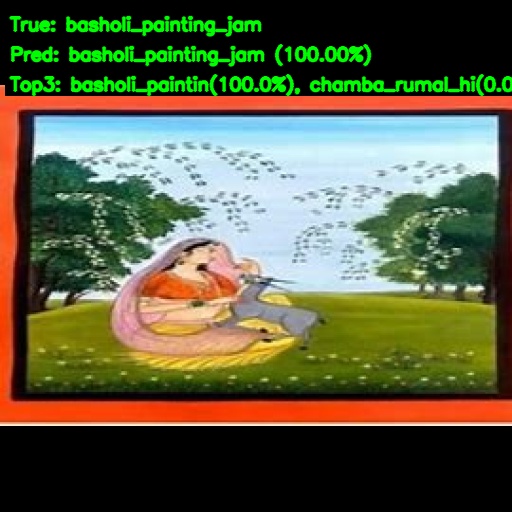 True: basholi_painting_jam
Pred: basholi_painting_jam (100.00%)
Top3: basholi_paintin(100.0%), chamba_rumal_hi(0.0